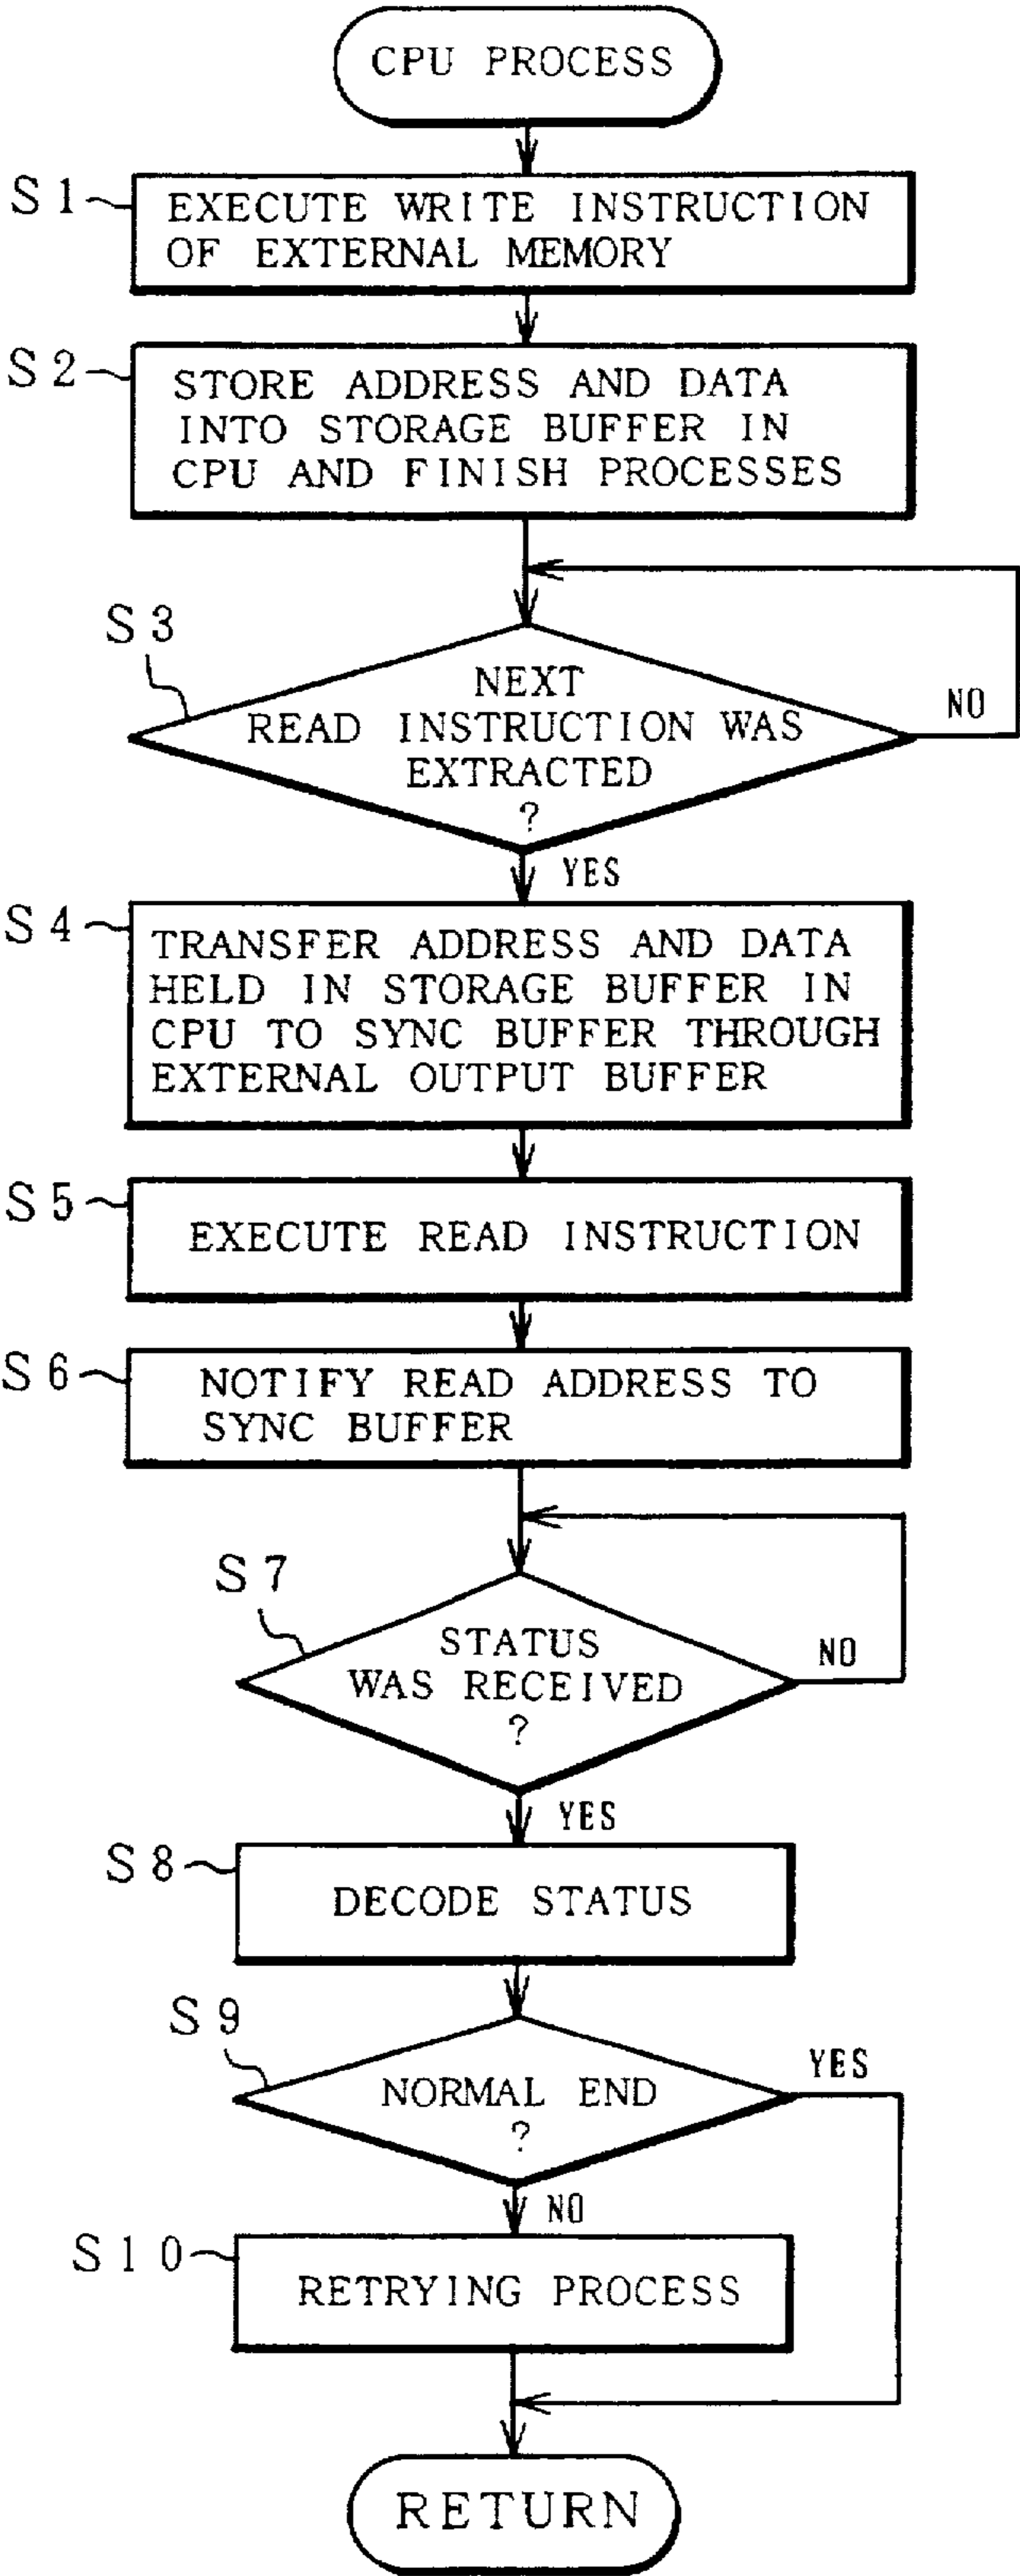 CPU PROCESS
S1
EXECUTE WRITE INSTRUCTION
OF EXTERNAL MEMORY
S2
STORE ADDRESS AND DATA
INTO STORAGE BUFFER IN
CPU AND FINISH PROCESSES
S3
NEXT
READ INSTRUCTION WAS
EXTRACTED
?
NO
YES
S4
TRANSFER ADDRESS AND DATA
HELD IN STORAGE BUFFER IN
CPU TO SYNC BUFFER THROUGH
EXTERNAL OUTPUT BUFFER
S5
EXECUTE READ INSTRUCTION
S6
NOTIFY READ ADDRESS TO
SYNC BUFFER
S7
STATUS
WAS RECEIVED
?
NO
YES
S8
DECODE STATUS
S9
NORMAL END
?
YES
NO
S10
RETRYING PROCESS
RETURN